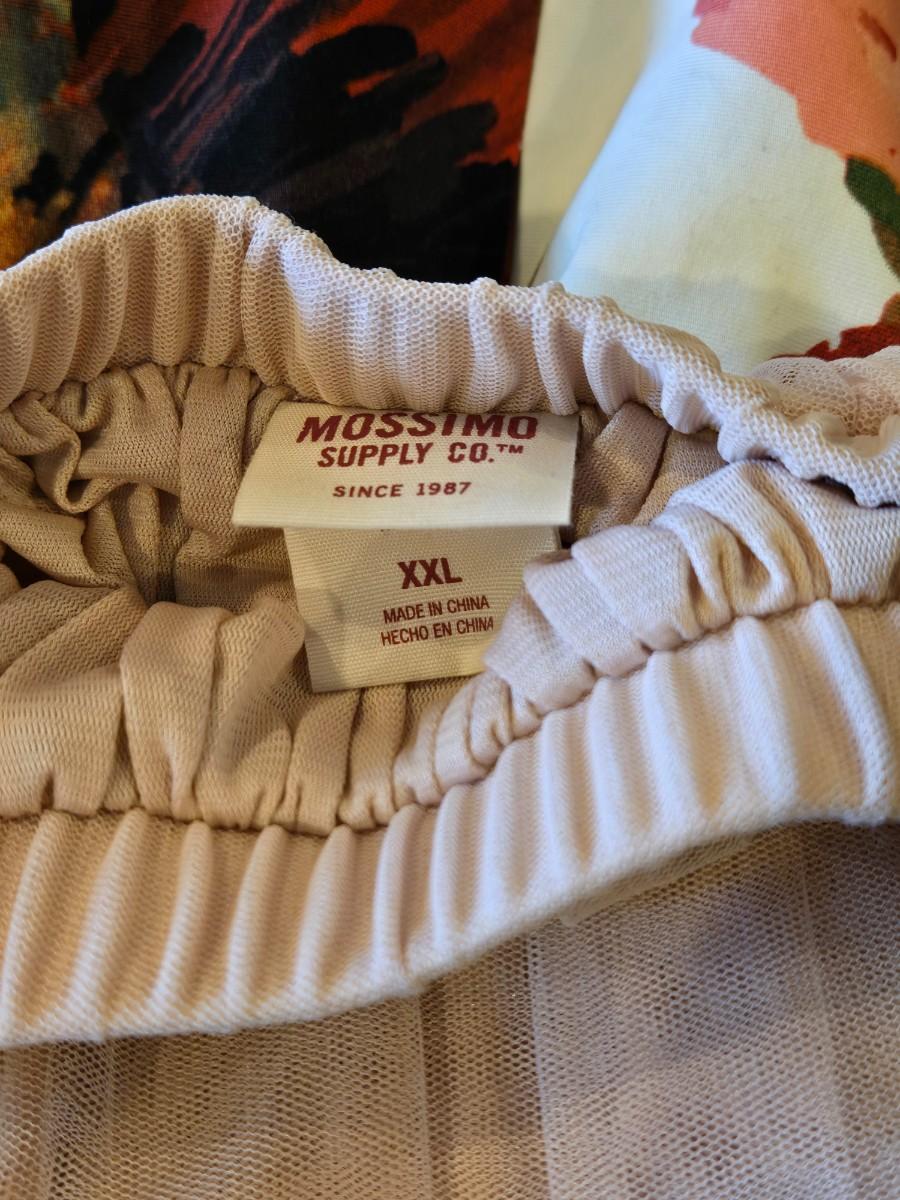 MOSSIMO
SUPPLY CO.™
SINCE 1987
XXL
MADE IN CHINA
HECHO EN CHINA